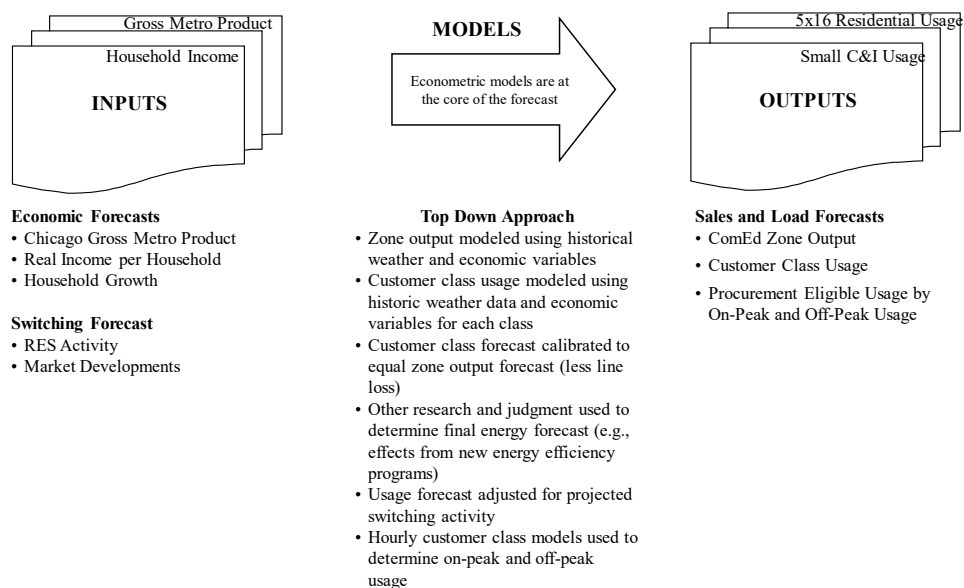 Gross Metro Product
Household Income
INPUTS
MODELS
Econometric models are at
the core of the forecast
5x16 Residential Usage
Small C&I Usage
OUTPUTS
Economic Forecasts
• Chicago Gross Metro Product
• Real Income per Household
• Household Growth
Switching Forecast
• RES Activity
• Market Developments
Top Down Approach
• Zone output modeled using historical
weather and economic variables
• Customer class usage modeled using
historic weather data and economic
variables for each class
• Customer class forecast calibrated to
equal zone output forecast (less line
loss)
• Other research and judgment used to
determine final energy forecast (e.g.,
effects from new energy efficiency
programs)
• Usage forecast adjusted for projected
switching activity
• Hourly customer class models used to
determine on-peak and off-peak
usage
Sales and Load Forecasts
• ComEd Zone Output
• Customer Class Usage
• Procurement Eligible Usage by
On-Peak and Off-Peak Usage